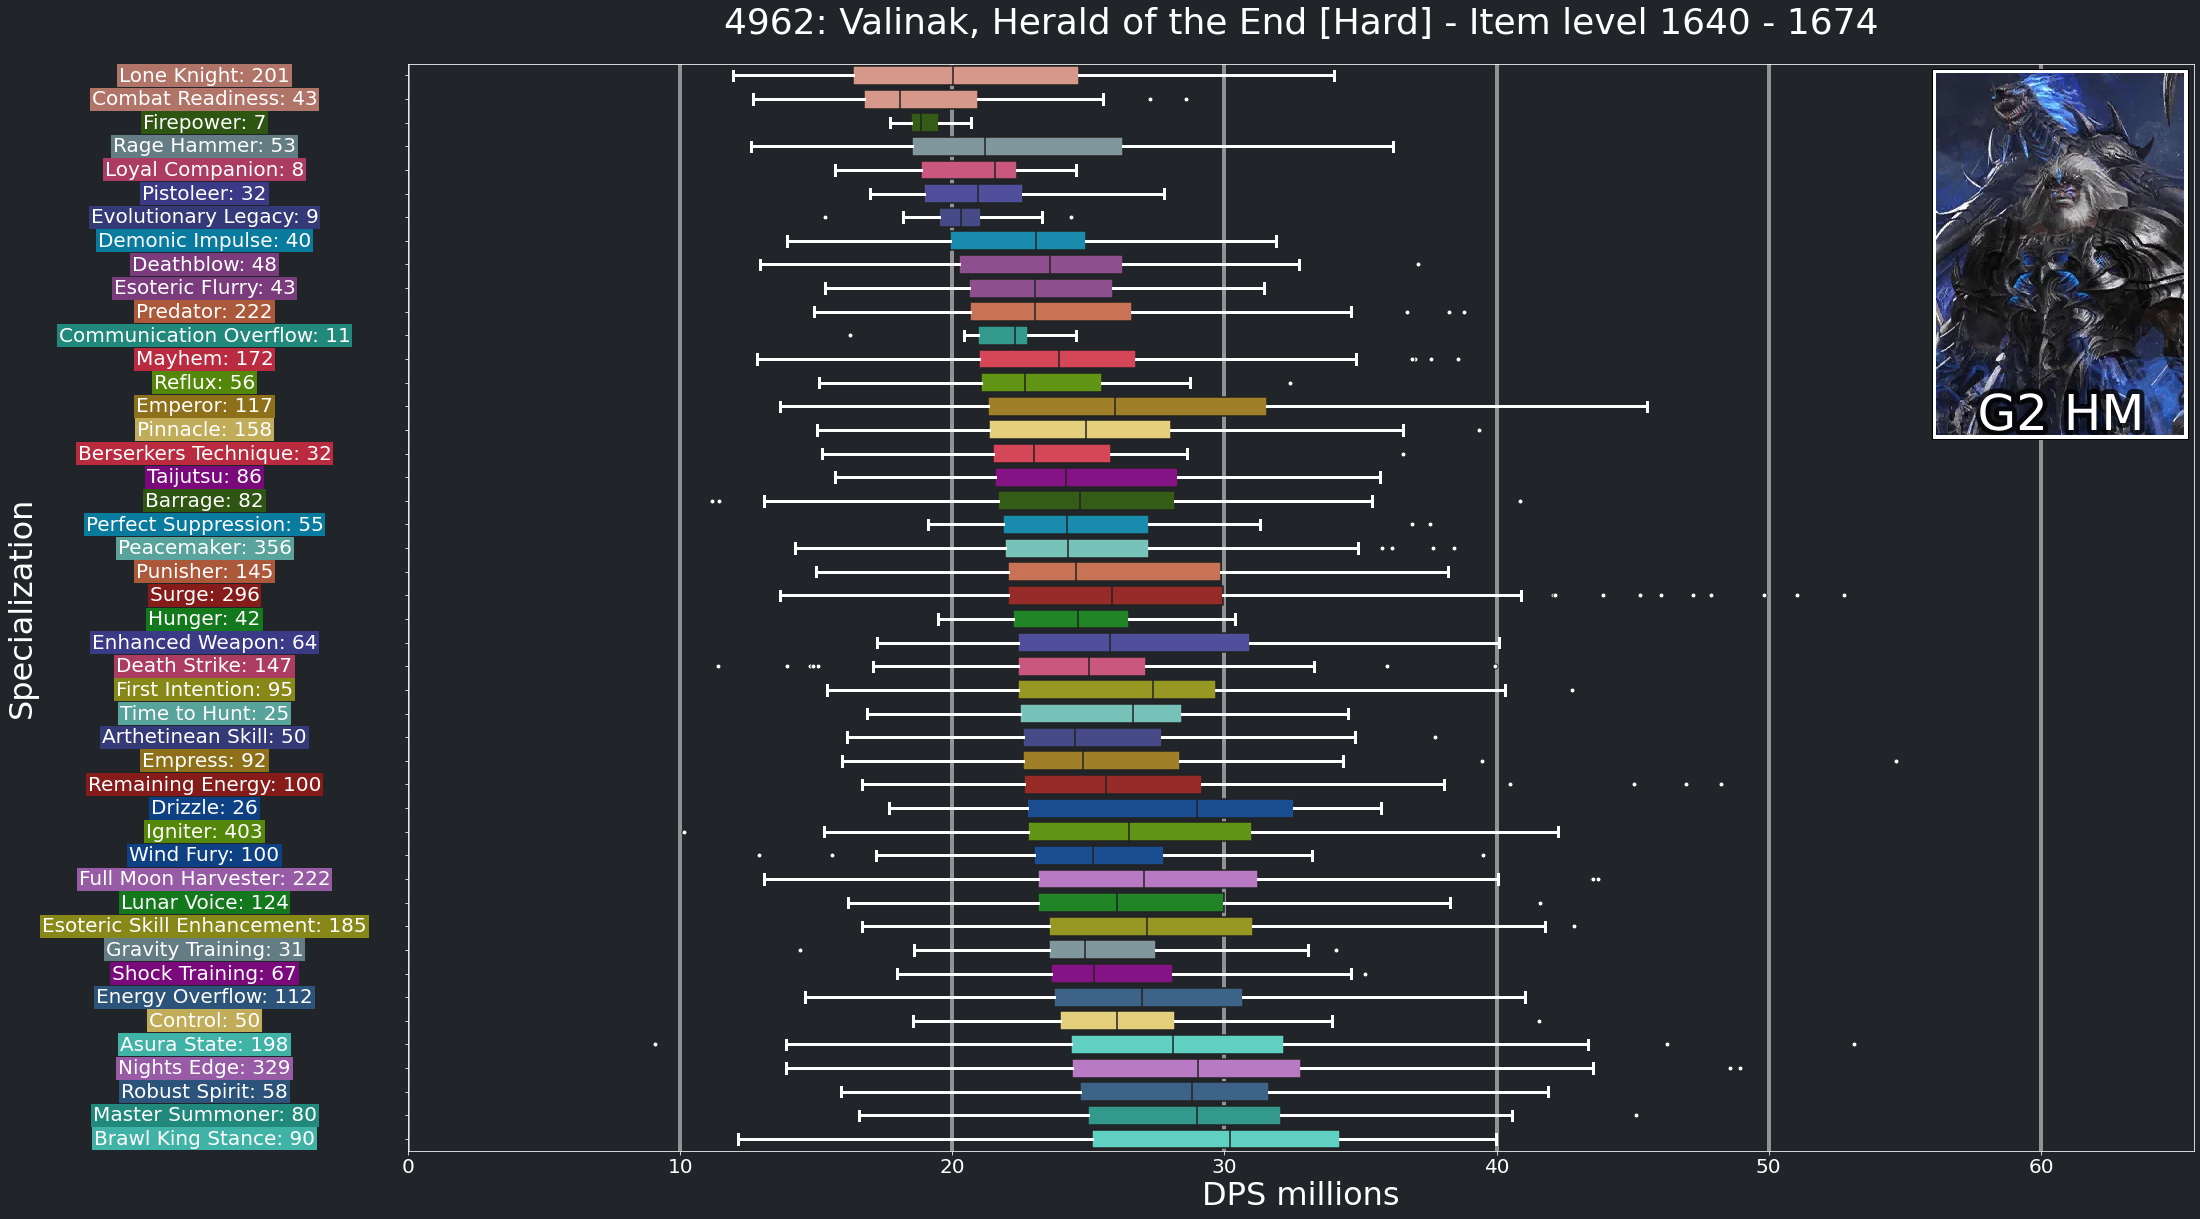 4962: Valinak, Herald of the End [Hard] - Item level 1640 - 1674
Lone Knight: 201
Combat Readiness: 43
Firepower: 7
Rage Hammer: 53
Loyal Companion: 8
Pistoleer: 32
Evolutionary Legacy: 9
Demonic Impulse: 40
Deathblow: 48
Esoteric Flurry: 43
Predator: 222
Communication Overflow: 11
Mayhem: 172
Reflux: 56
Emperor: 117
Pinnacle: 158
Berserkers Technique: 32
Taijutsu: 86
Barrage: 82
Perfect Suppression: 55
Peacemaker: 356
Punisher: 145
Surge: 296
Hunger: 42
Enhanced Weapon: 64
Death Strike: 147
First Intention: 95
Time to Hunt: 25
Arthetinean Skill: 50
Empress: 92
Remaining Energy: 100
Drizzle: 26
Igniter: 403
Wind Fury: 100
Full Moon Harvester: 222
Lunar Voice: 124
Esoteric Skill Enhancement: 185
Gravity Training: 31
Shock Training: 67
Energy Overflow: 112
Control: 50
Asura State: 198
Nights Edge: 329
Robust Spirit: 58
Master Summoner: 80
Brawl King Stance: 90
Specialization
G2 HM
0 10 20 30 40 50 60
DPS millions